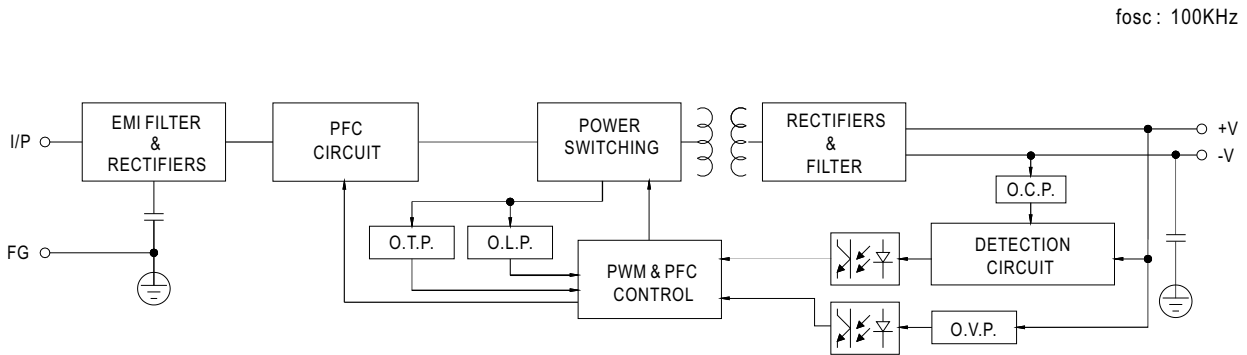 fosc : 100KHz
I/P
EMI FILTER
&
RECTIFIERS
PFC
CIRCUIT
POWER
SWITCHING
RECTIFIERS
&
FILTER
+V
-V
O.C.P.
FG
O.T.P.
O.L.P.
PWM & PFC
CONTROL
DETECTION
CIRCUIT
O.V.P.